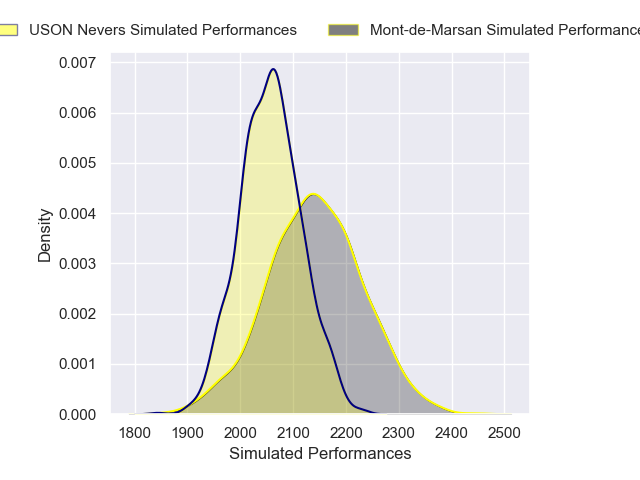 USON Nevers Simulated Performances
Mont-de-Marsan Simulated Performance
0.007
0.006
0.005
0.004
0.003
0.002
0.001
0.000
Density
1800 1900 2000 2100 2200 2300 2400 2500
Simulated Performances